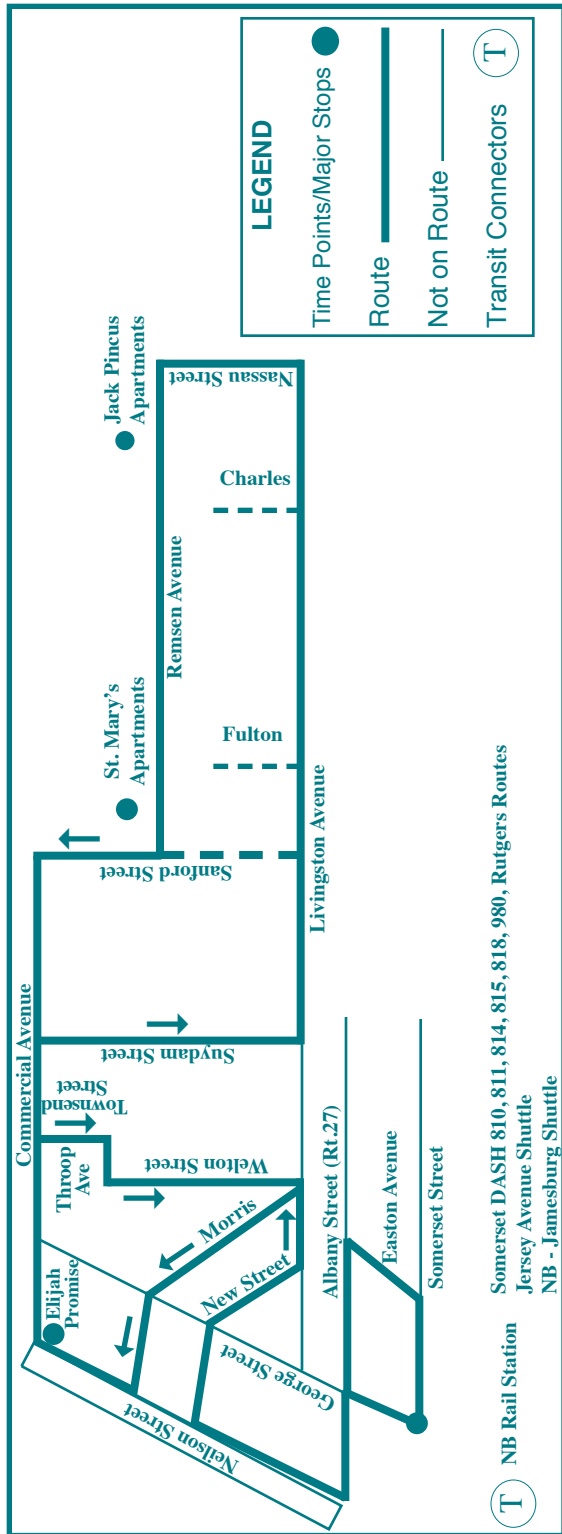 LEGEND
Time Points/Major Stops
Route
Not on Route
Transit Connectors
T
Jack Pincus
Apartments
Nassau Street
Charles
Remsen Avenue
St. Mary's
Apartments
Fulton
Sanford Street
Livingston Avenue
Commercial Avenue
Suydam Street
Townsend
Street
Throop
Ave
Welton Street
Morris
New Street
Elijah
Promise
Neilson Street
George Street
Albany Street (Rt.27)
Easton Avenue
Somerset Street
T
NB Rail Station
Somerset DASH 810, 811, 814, 815, 818, 980, Rutgers Routes
Jersey Avenue Shuttle
NB - Jamesburg Shuttle